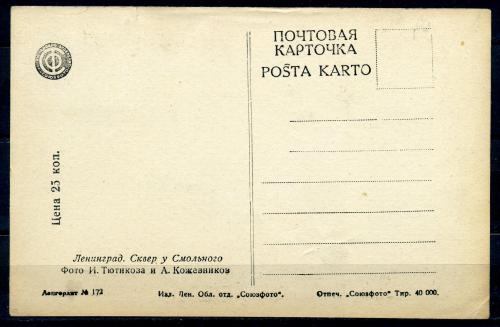 ПОЧТОВАЯ
КАРТОЧКА
POŜTA KARTO
Цена 25 коп.
Ленинград. Сквер у Смольного
Фото И. Тютикова и А. Кожевников
Ленгорлит № 172
Изд. Лен. Обл. отд. „Союзфото“.
Отпеч. „Союзфото“ Тир. 40 000.